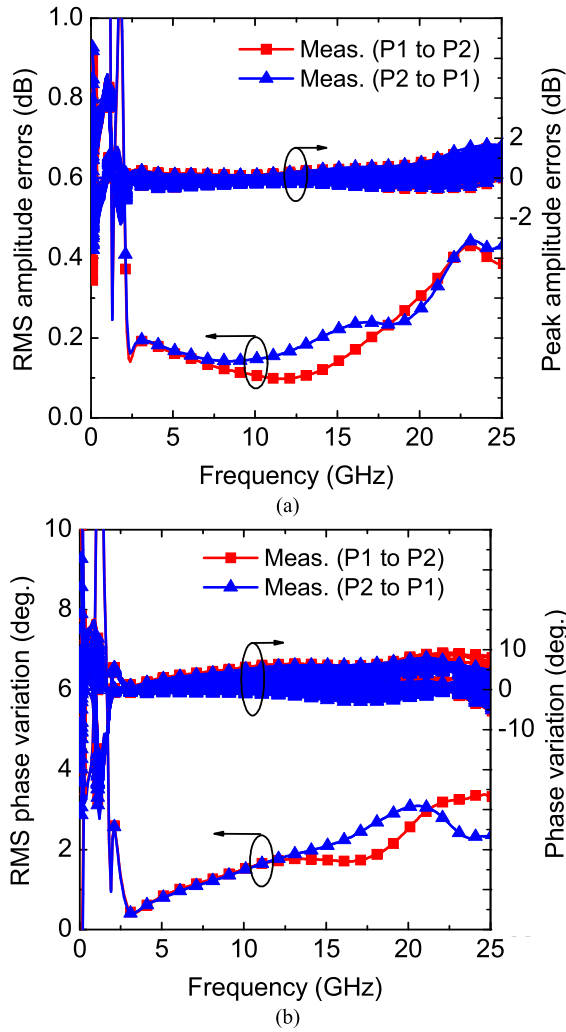 1.0
0.8
0.6
0.4
0.2
0.0
RMS amplitude errors (dB)
Meas. (P1 to P2)
Meas. (P2 to P1)
2
0
-2
Peak amplitude errors (dB)
0 5 10 15 20 25
Frequency (GHz)
(a)
10
8
6
4
2
0
RMS phase variation (deg.)
Meas. (P1 to P2)
Meas. (P2 to P1)
10
0
-10
Phase variation (deg.)
0 5 10 15 20 25
Frequency (GHz)
(b)